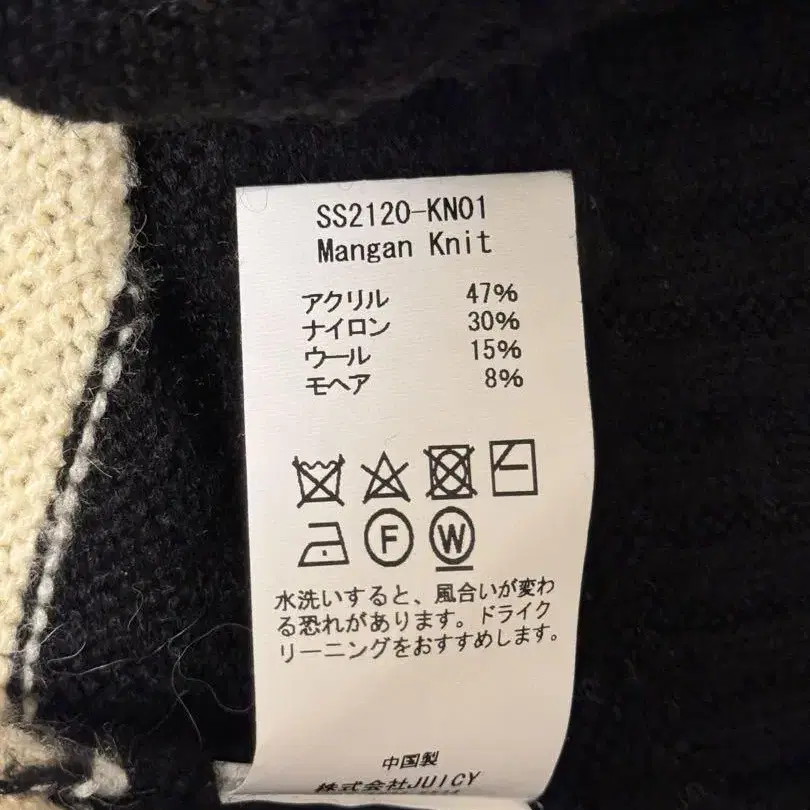 SS2120-KN01
Mangan Knit
アクリル 47%
ナイロン 30%
ウール 15%
モヘア 8%
F W
水洗いすると、風合いが変わ
る恐れがあります。ドライク
リーニングをおすすめします。
中国製
株式会社JUICY